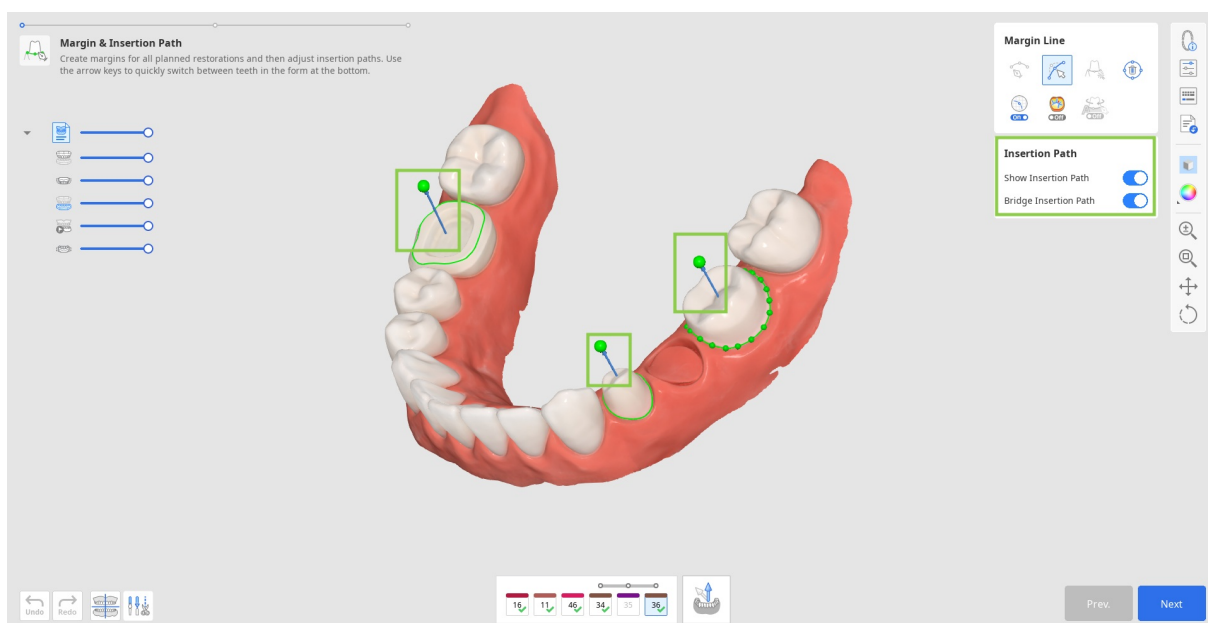 Margin & Insertion Path
Create margins for all planned restorations and then adjust insertion paths. Use
the arrow keys to quickly switch between teeth in the form at the bottom.
Margin Line
On
Off
Insertion Path
Show Insertion Path
Bridge Insertion Path
Undo
Redo
16
11
46
34
35
36
Prev.
Next